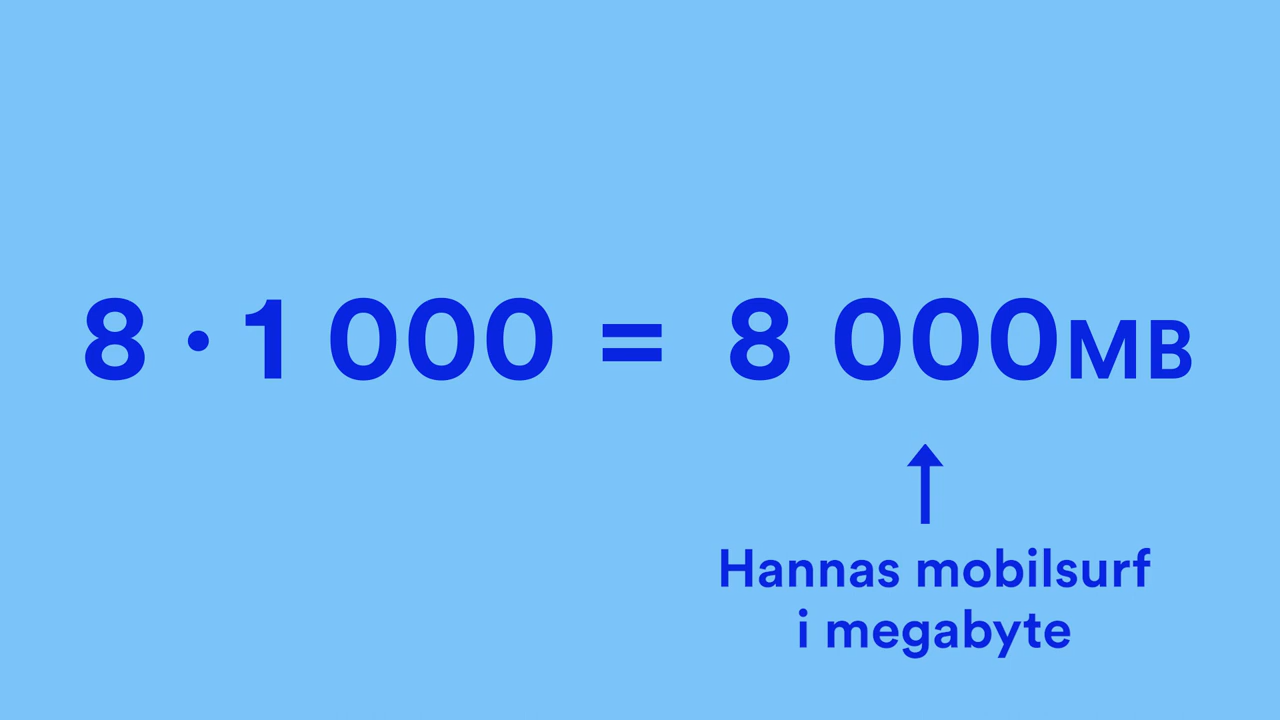 8 · 1 000 = 8 000MB
Hannas mobilsurf
i megabyte